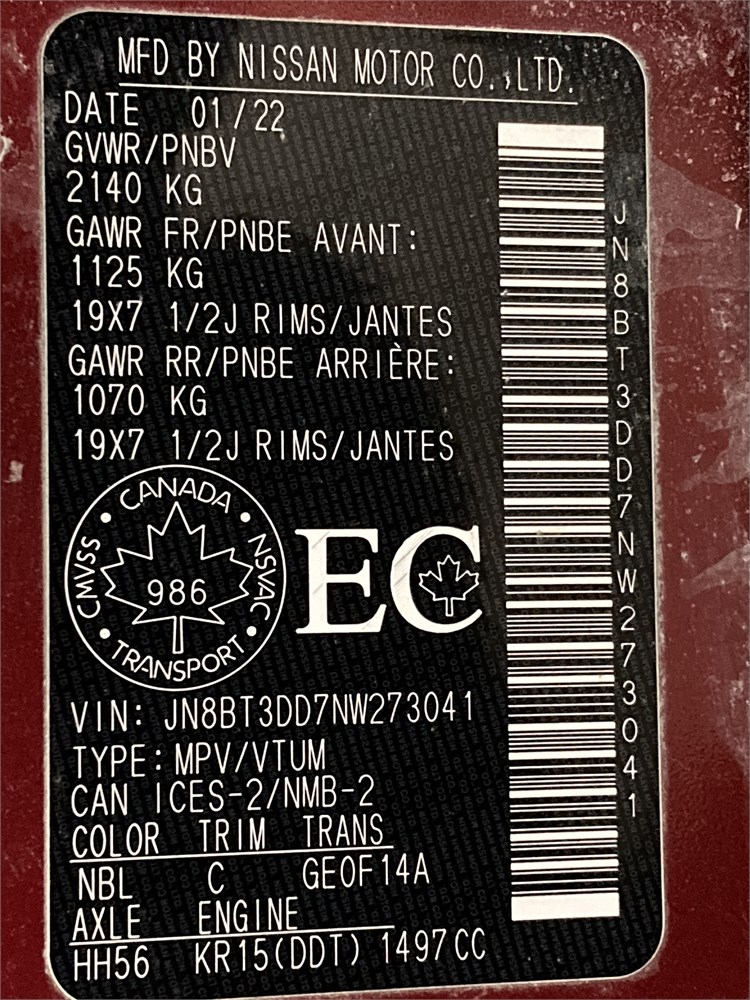 MFD BY NISSAN MOTOR CO.,LTD.
DATE 01/22
GVWR/PNBV
2140 KG
GAWR FR/PNBE AVANT:
1125 KG
19X7 1/2J RIMS/JANTES
GAWR RR/PNBE ARRIÈRE:
1070 KG
19X7 1/2J RIMS/JANTES
CANADA
CMVSS
NSVAC
986
TRANSPORT
EC
VIN: JN8BT3DD7NW273041
TYPE: MPV/VTUM
CAN ICES-2/NMB-2
COLOR TRIM TRANS
NBL C GE0F14A
AXLE ENGINE
HH56 KR15(DDT) 1497CC
JN8BT3DD7NW273041